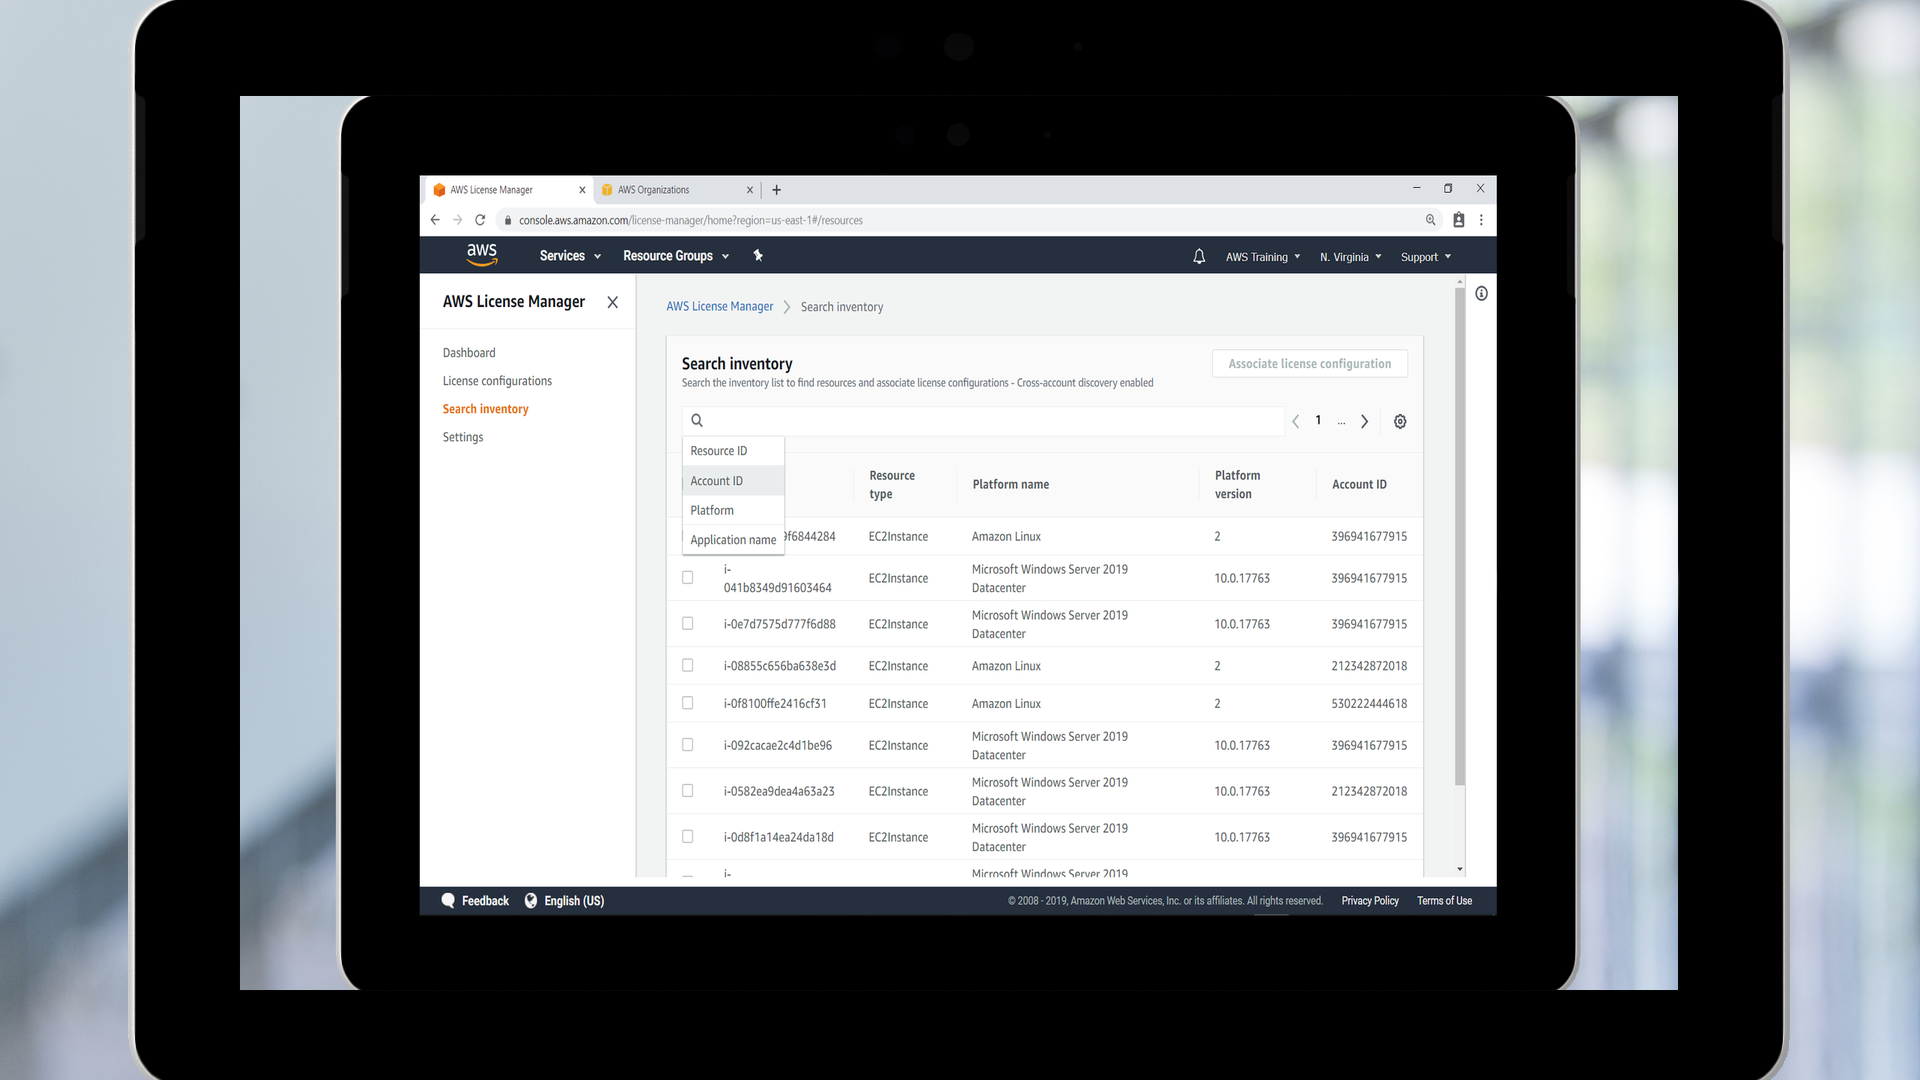 AWS License Manager
AWS Organizations
console.aws.amazon.com/license-manager/home?region=us-east-1#/resources
aws
Services
Resource Groups
AWS Training
N. Virginia
Support
AWS License Manager
Dashboard
License configurations
Search inventory
Settings
AWS License Manager
Search inventory
Search inventory
Search the inventory list to find resources and associate license configurations - Cross-account discovery enabled
Associate license configuration
1
...
Resource ID
Account ID
Platform
Application name
Resource
type
Platform name
Platform
version
Account ID
9f6844284 EC2Instance Amazon Linux 2 396941677915
i-
041b8349d91603464 EC2Instance Microsoft Windows Server 2019
Datacenter 10.0.17763 396941677915
i-0e7d7575d777f6d88 EC2Instance Microsoft Windows Server 2019
Datacenter 10.0.17763 396941677915
i-08855c656ba638e3d EC2Instance Amazon Linux 2 212342872018
i-0f8100ffe2416cf31 EC2Instance Amazon Linux 2 530222444618
i-092cacae2c4d1be96 EC2Instance Microsoft Windows Server 2019
Datacenter 10.0.17763 396941677915
i-0582ea9dea4a63a23 EC2Instance Microsoft Windows Server 2019
Datacenter 10.0.17763 212342872018
i-0d8f1a14ea24da18d EC2Instance Microsoft Windows Server 2019
Datacenter 10.0.17763 396941677915
i- Microsoft Windows Server 2019
Feedback
English (US)
© 2008 - 2019, Amazon Web Services, Inc. or its affiliates. All rights reserved.
Privacy Policy
Terms of Use